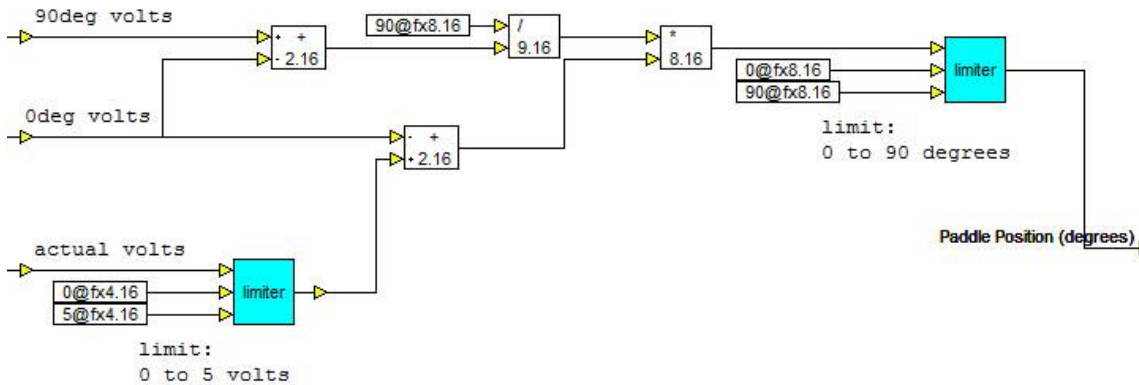 90deg volts
+ +
- 2.16
90@fx8.16
/
9.16
*
8.16
0@fx8.16
90@fx8.16
limiter
limit:
0 to 90 degrees
0deg volts
- +
+ 2.16
Paddle Position (degrees)
actual volts
0@fx4.16
5@fx4.16
limiter
limit:
0 to 5 volts